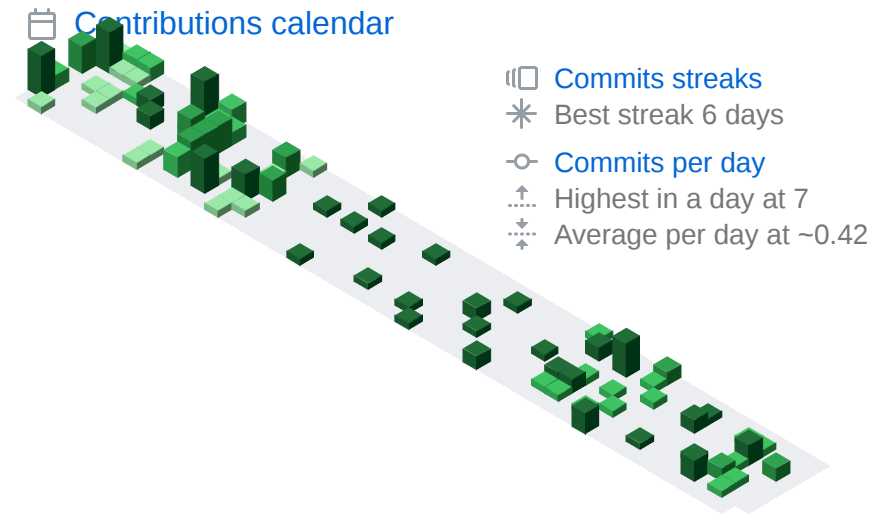 Contributions calendar
Commits streaks
Best streak 6 days
Commits per day
Highest in a day at 7
Average per day at ~0.42